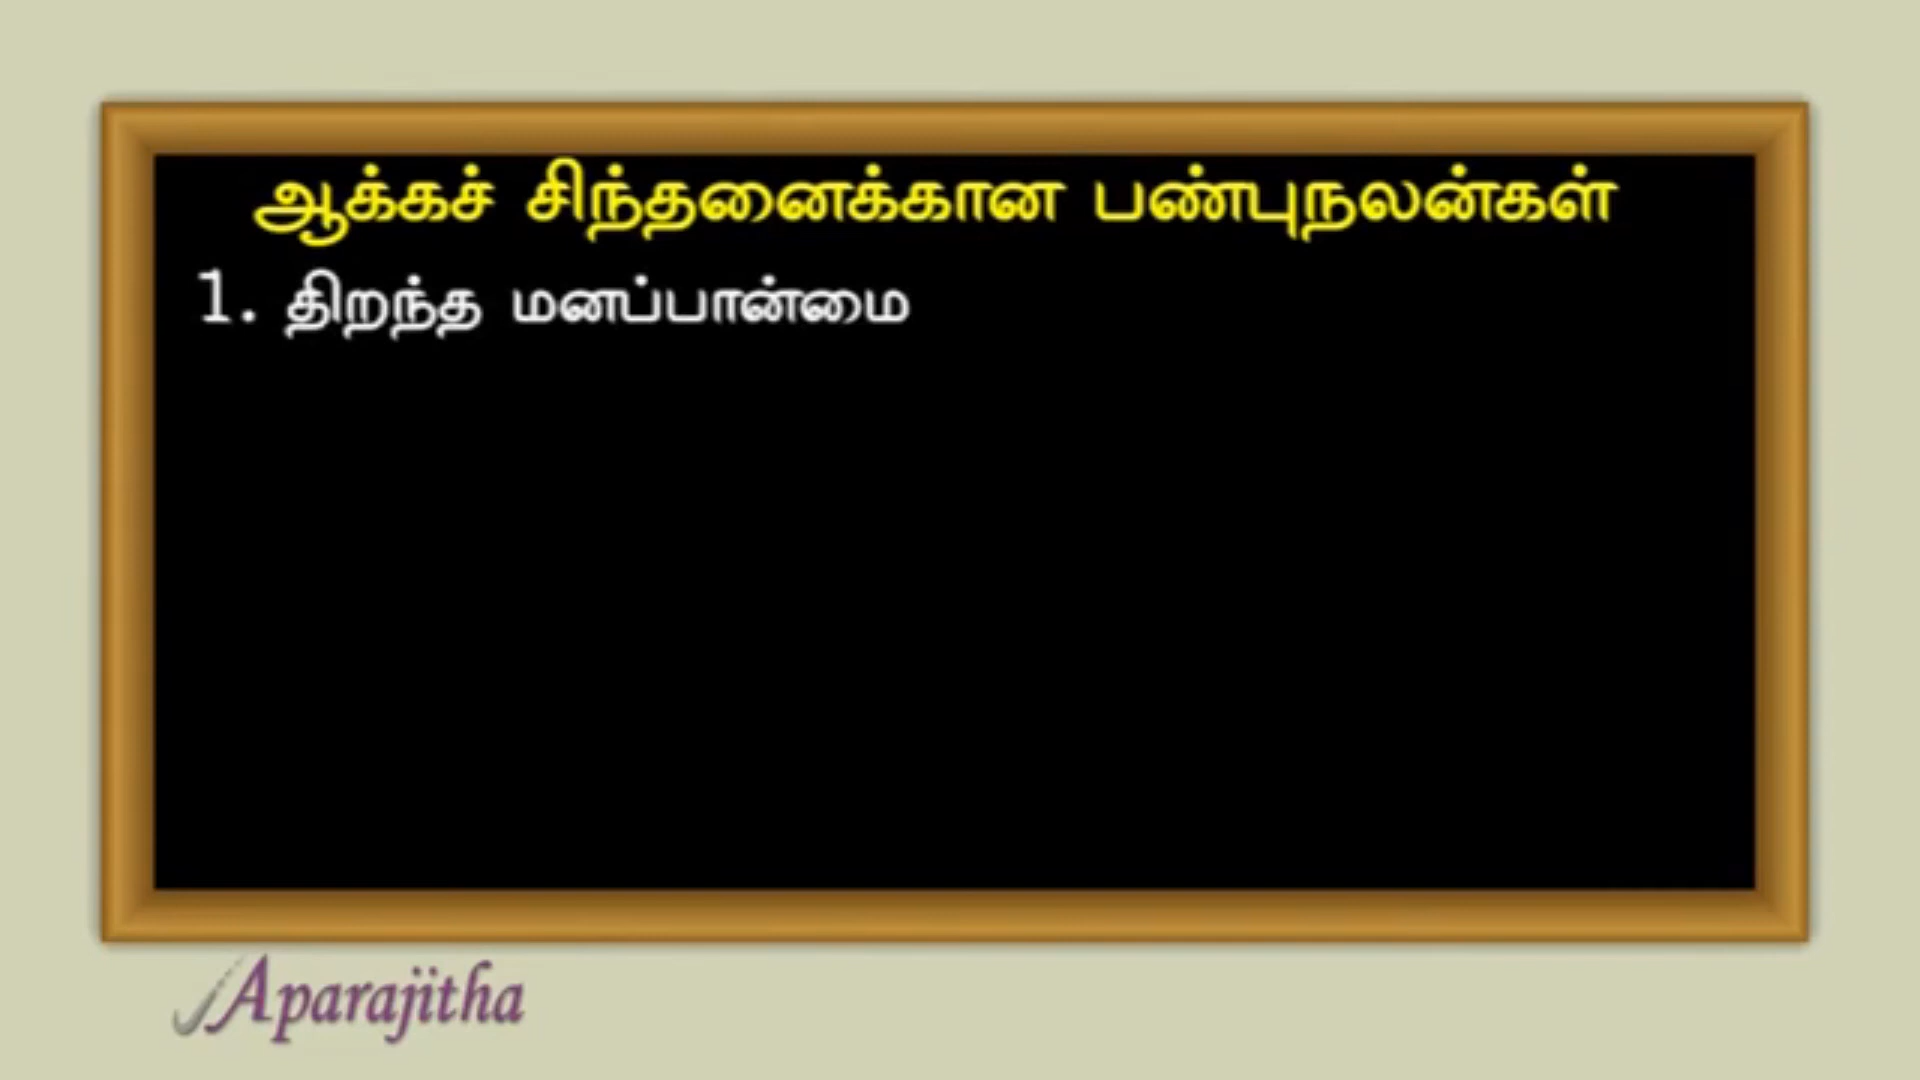 ஆக்கச் சிந்தனைக்கான பண்புநலன்கள்
1. திறந்த மனப்பான்மை
Aparajitha